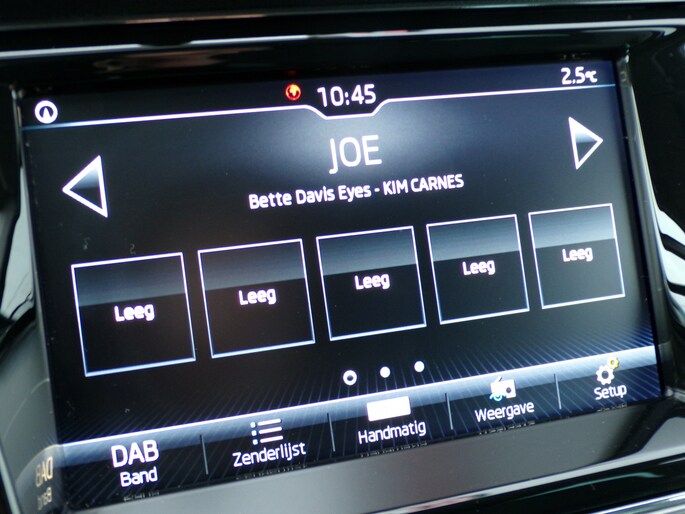 10:45
2.5°C
JOE
Bette Davis Eyes - KIM CARNES
Leeg
Leeg
Leeg
Leeg
Leeg
DAB
Band
Zenderlijst
Handmatig
Weergave
Setup